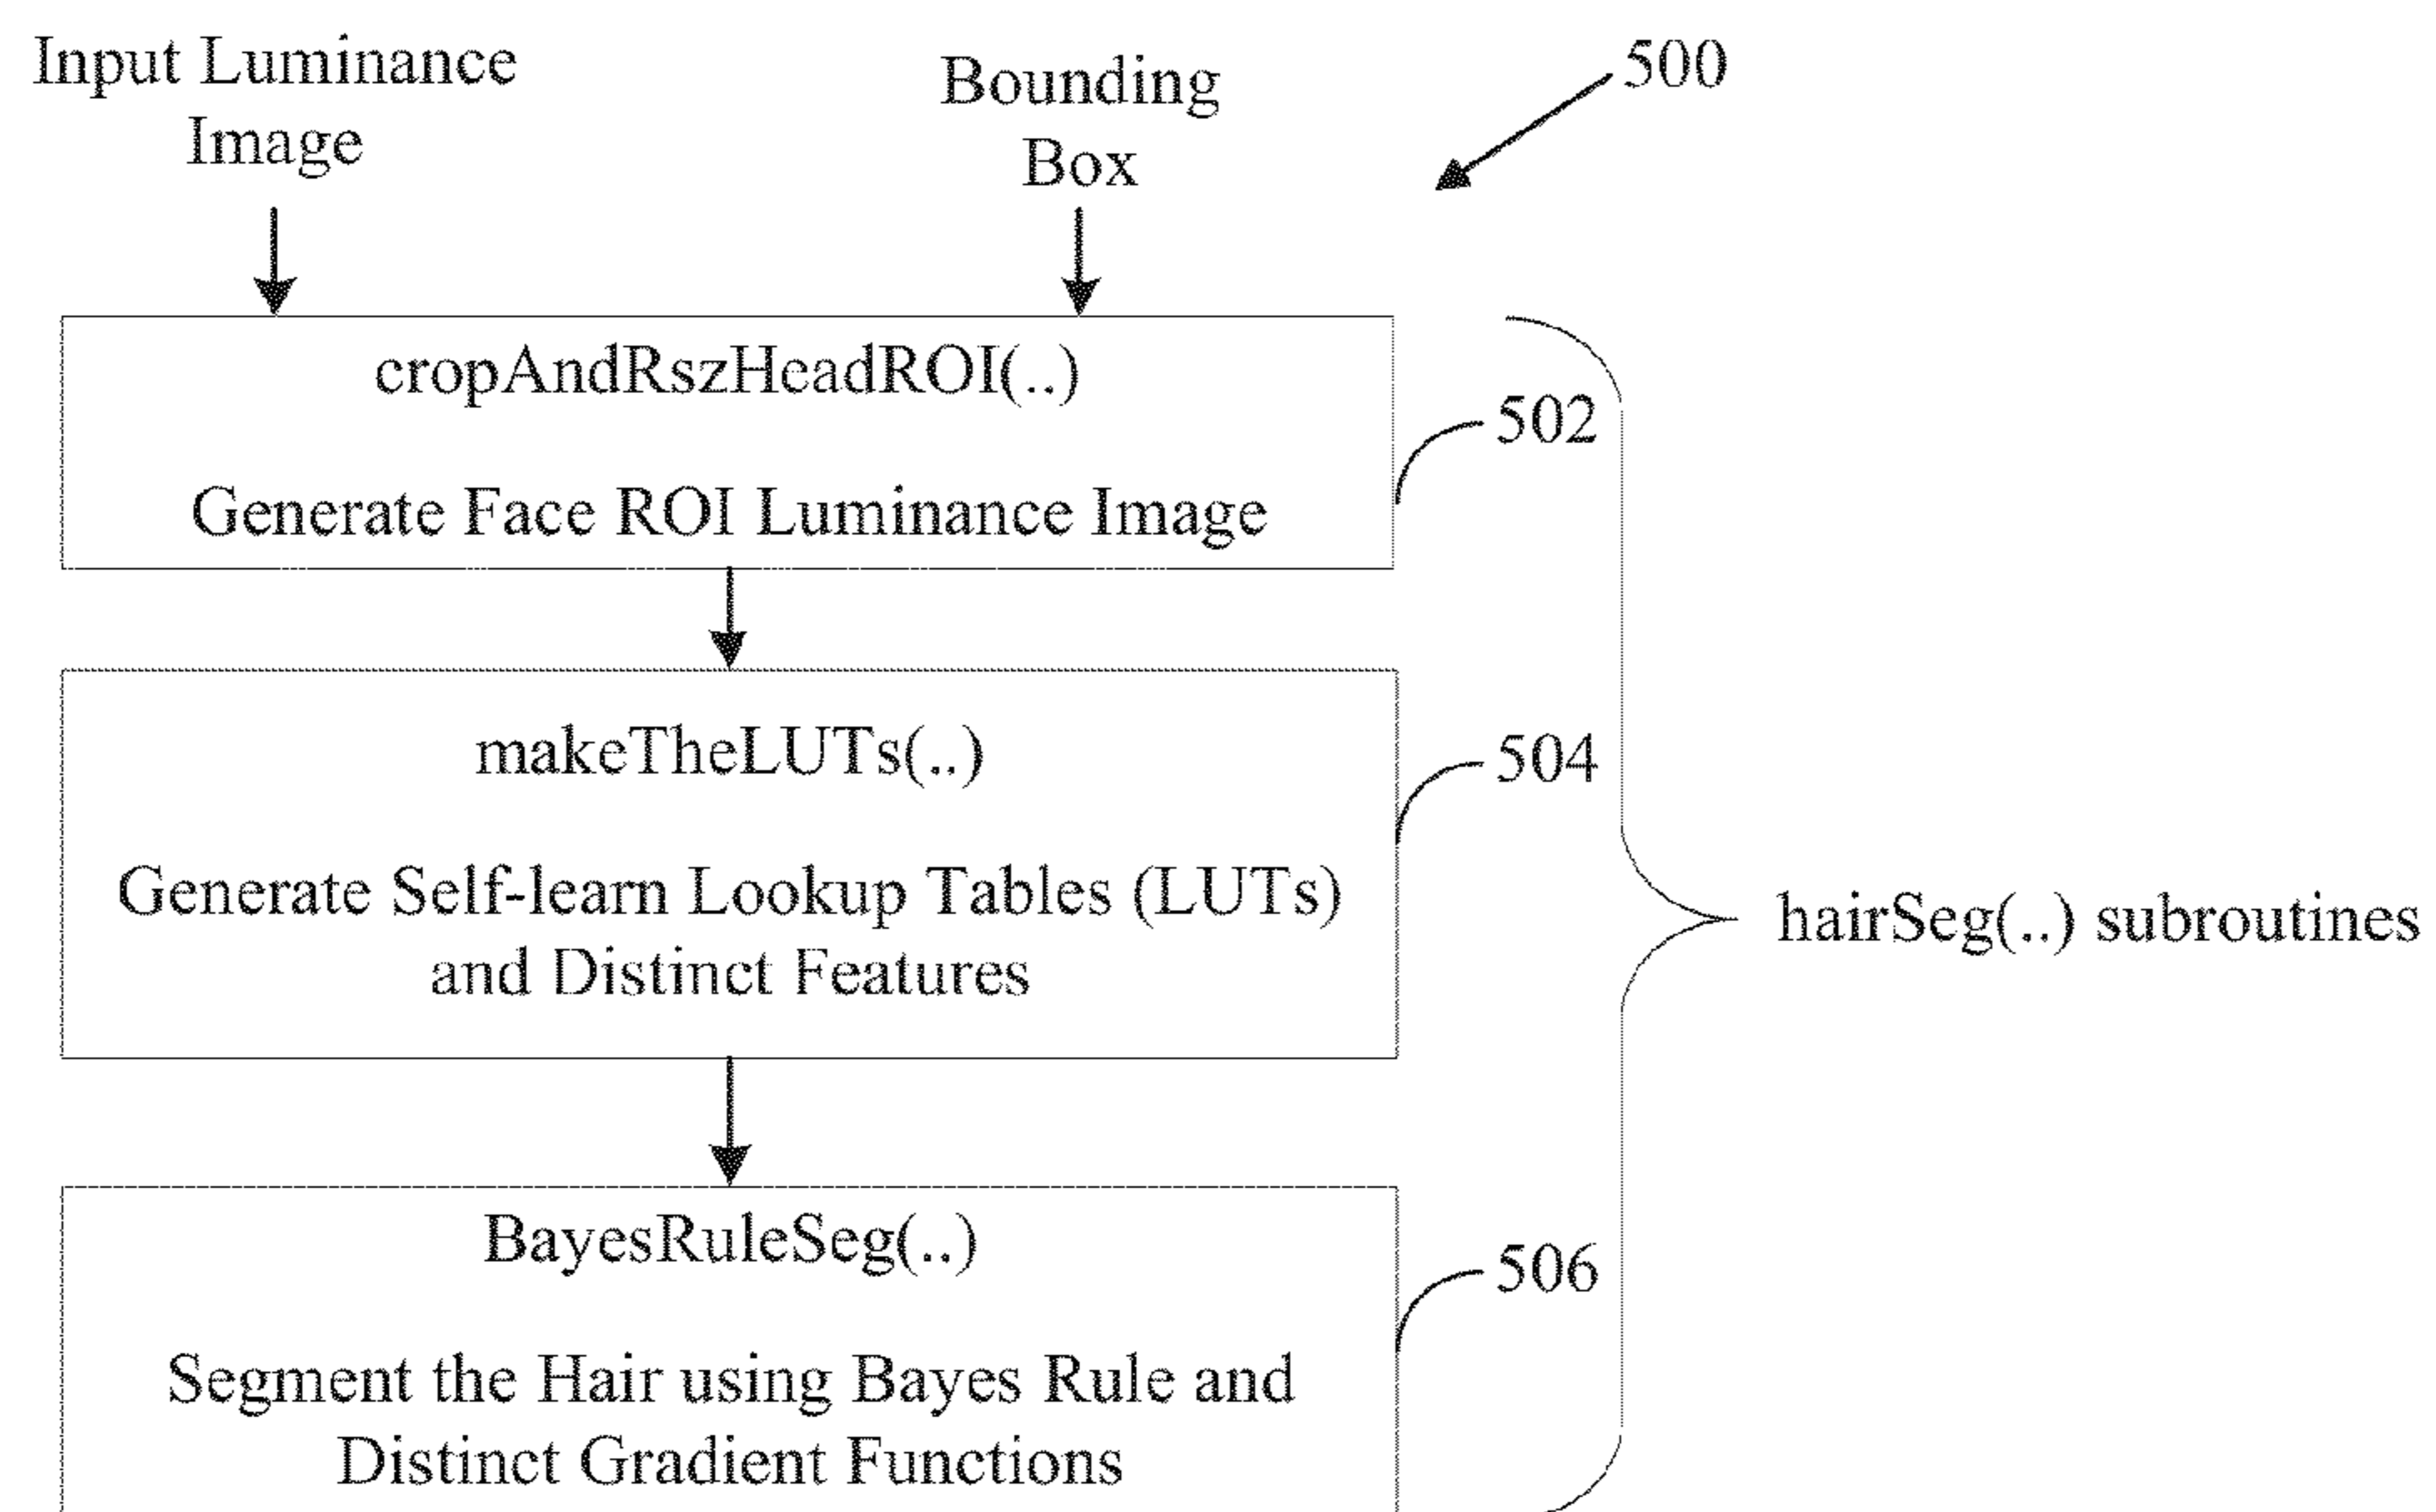 Input Luminance
Image
Bounding
Box
500
cropAndRszHeadROI(..)
Generate Face ROI Luminance Image
502
makeTheLUTs(..)
Generate Self-learn Lookup Tables (LUTs)
and Distinct Features
504
hairSeg(..) subroutines
BayesRuleSeg(..)
Segment the Hair using Bayes Rule and
Distinct Gradient Functions
506